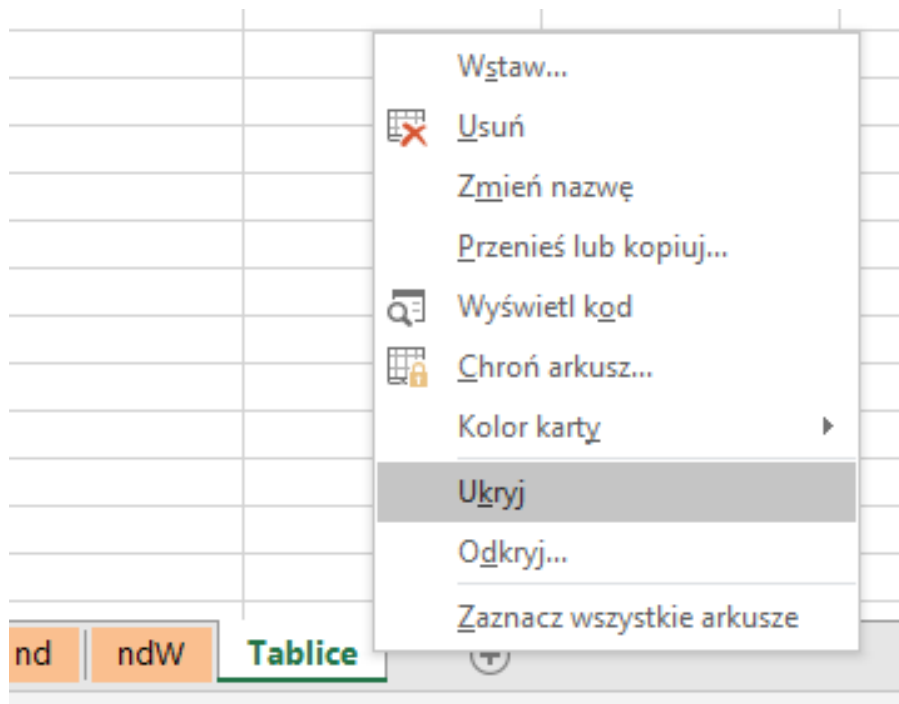 Wstaw...
Usuń
Zmień nazwę
Przenieś lub kopiuj...
Wyświetl kod
Chroń arkusz...
Kolor karty
Ukryj
Odkryj...
Zaznacz wszystkie arkusze
nd ndW Tablice